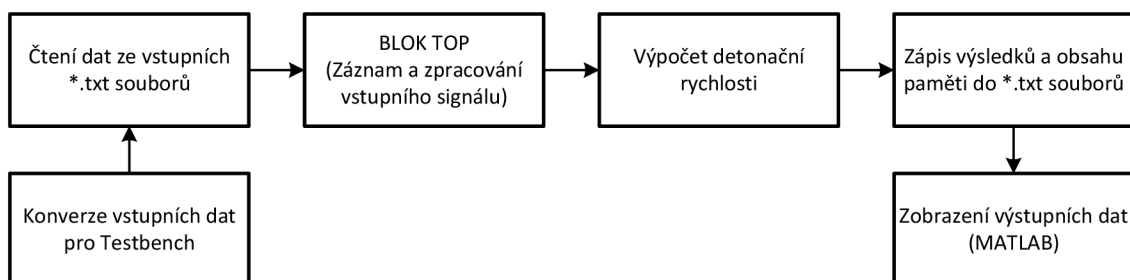 Čtení dat ze vstupních
*.txt souborů
BLOK TOP
(Záznam a zpracování
vstupního signálu)
Výpočet detonační
rychlosti
Zápis výsledků a obsahu
paměti do *.txt souborů
Konverze vstupních dat
pro Testbench
Zobrazení výstupních dat
(MATLAB)